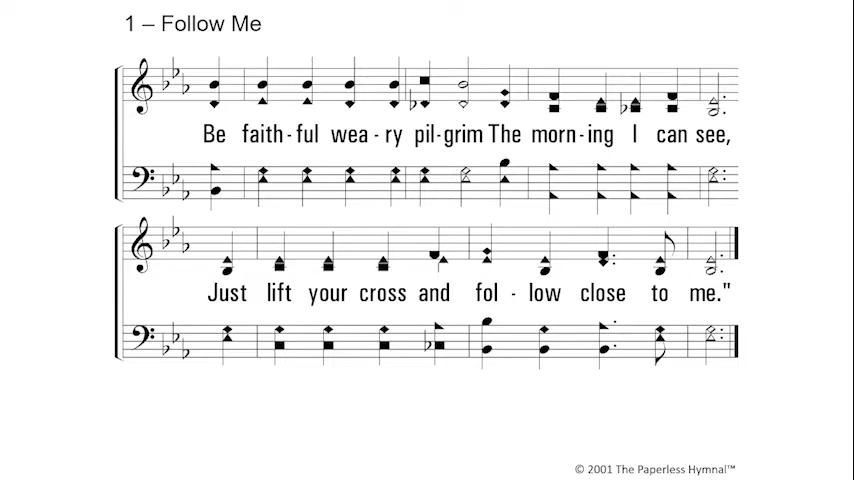 1 – Follow Me
Be faith-ful wea-ry pil-grim The morn-ing I can see,
Just lift your cross and fol-low close to me."
© 2001 The Paperless Hymnal™